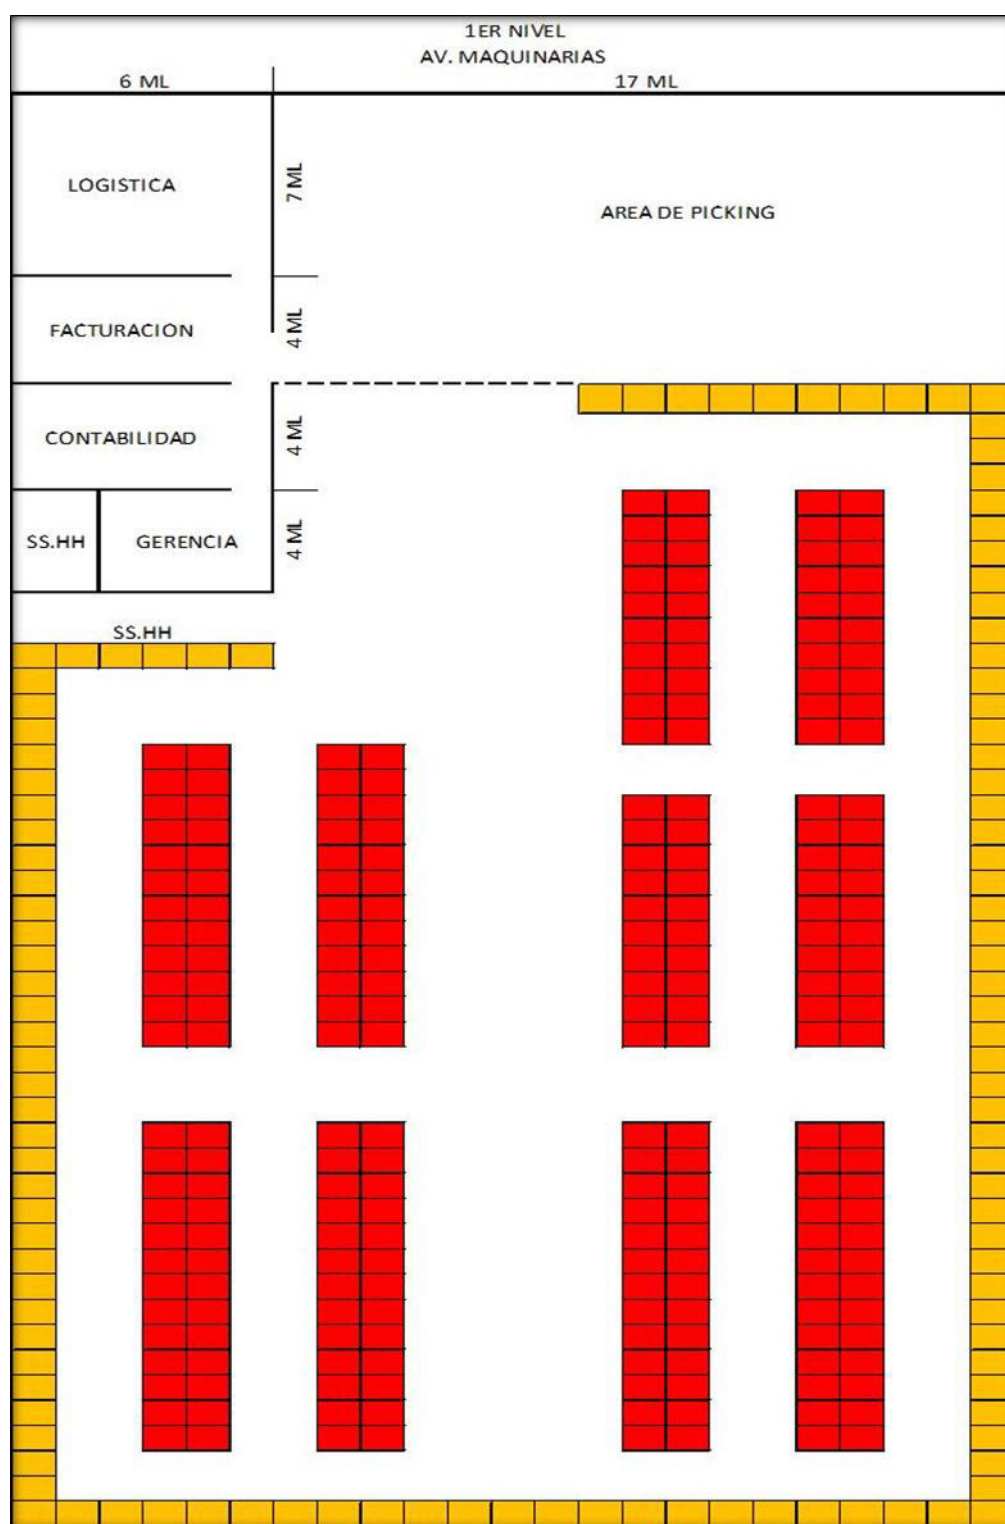 1ER NIVEL
AV. MAQUINARIAS
6 ML
17 ML
LOGISTICA
7 ML
AREA DE PICKING
FACTURACION
4 ML
CONTABILIDAD
4 ML
SS.HH
GERENCIA
4 ML
SS.HH